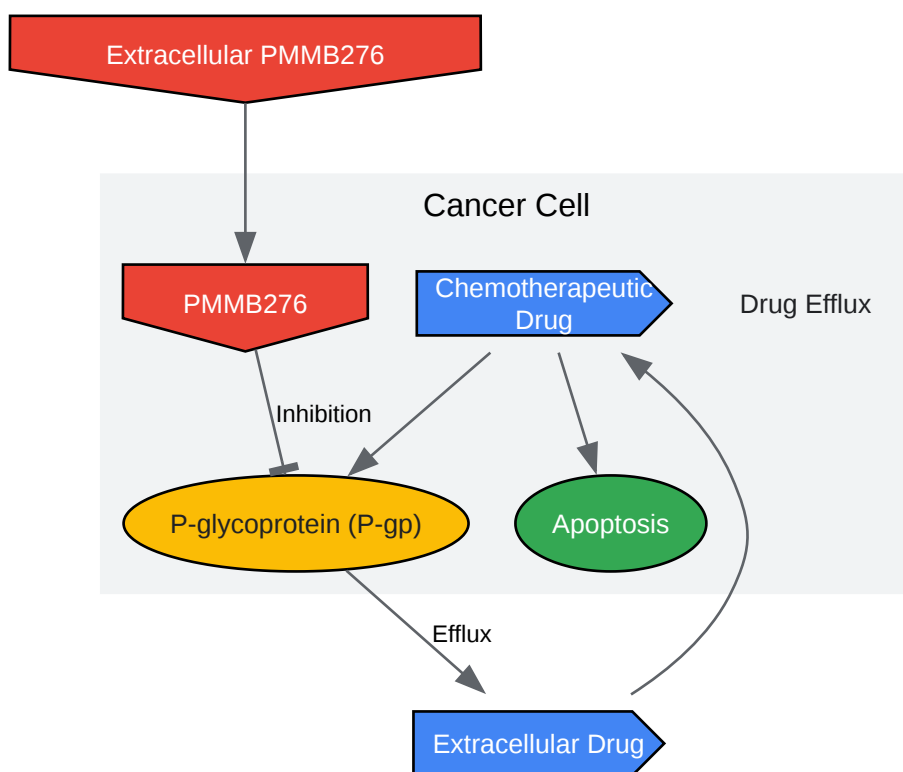 Extracellular PMMB276
Cancer Cell
PMMB276
Chemotherapeutic
Drug
Drug Efflux
Inhibition
P-glycoprotein (P-gp)
Apoptosis
Efflux
Extracellular Drug